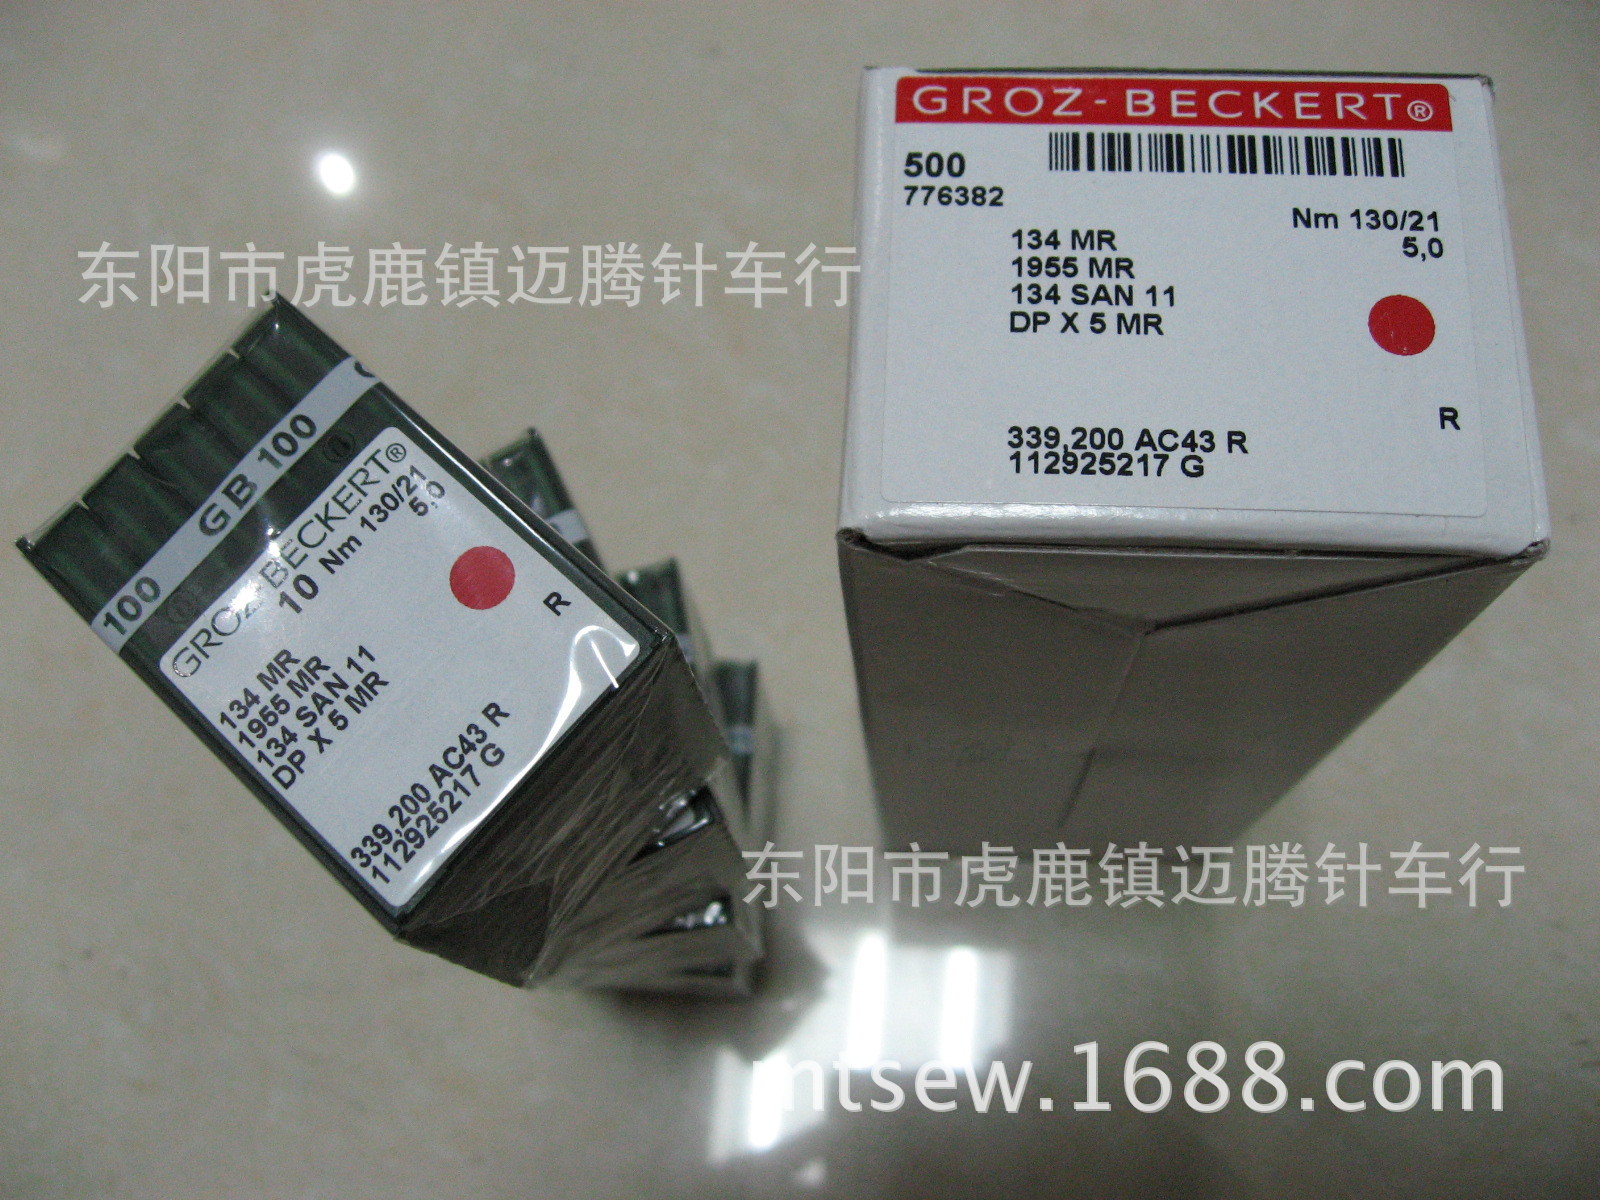 东阳市虎鹿镇迈腾针车行
GROZ-BECKERT®
500
776382
Nm 130/21
5,0
134 MR
1955 MR
134 SAN 11
DP X 5 MR
R
339,200 AC43 R
112925217 G
100
GB 100
GROZ-BECKERT®
10 Nm 130/21
5,0
R
134 MR
1955 MR
134 SAN 11
DP X 5 MR
339,200 AC43 R
112925217 G
东阳市虎鹿镇迈腾针车行
mtsew.1688.com